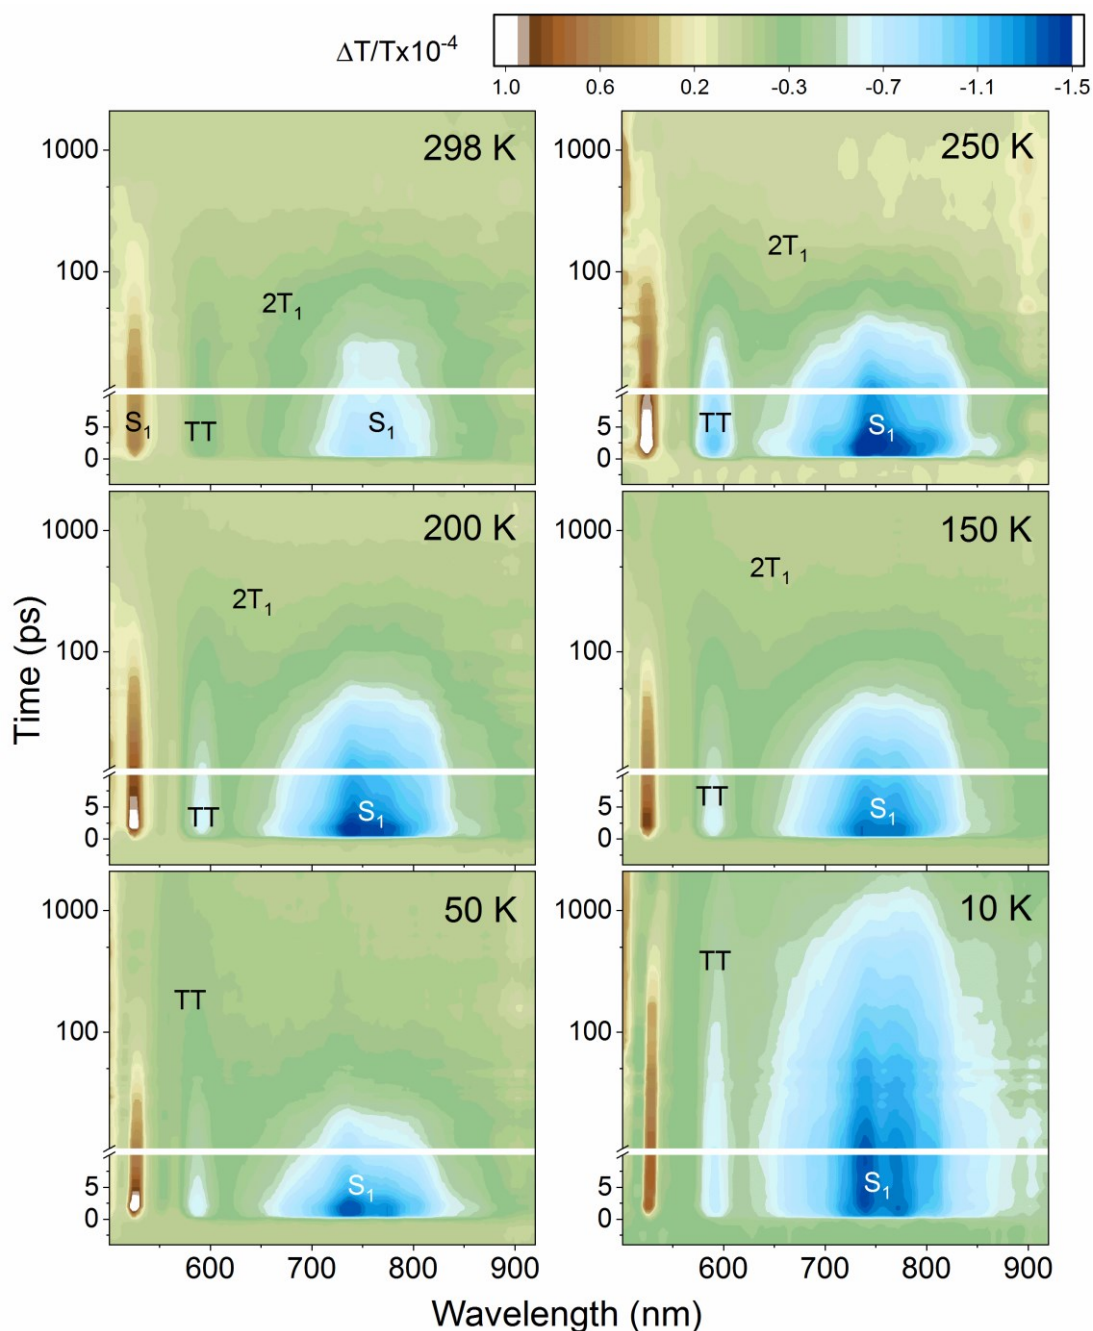 ΔT/Tx10⁻⁴
1.0 0.6 0.2 -0.3 -0.7 -1.1 -1.5
298 K
250 K
1000
1000
2T₁
2T₁
100
100
S₁
TT
S₁
TT
S₁
5
0
5
0
200 K
150 K
1000
1000
2T₁
2T₁
100
100
TT
S₁
TT
S₁
5
0
5
0
50 K
10 K
1000
1000
TT
TT
100
100
S₁
S₁
5
0
5
0
600 700 800 900
600 700 800 900
Time (ps)
Wavelength (nm)